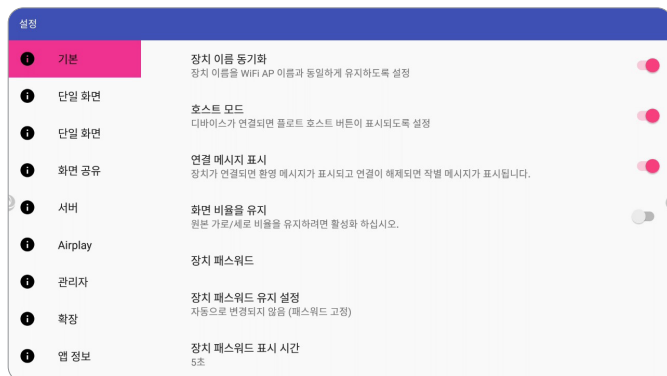 설정
기본
단일 화면
단일 화면
화면 공유
서버
Airplay
관리자
확장
앱 정보
장치 이름 동기화
장치 이름을 WiFi AP 이름과 동일하게 유지하도록 설정
호스트 모드
디바이스가 연결되면 플로트 호스트 버튼이 표시되도록 설정
연결 메시지 표시
장치가 연결되면 환영 메시지가 표시되고 연결이 해제되면 작별 메시지가 표시됩니다.
화면 비율을 유지
원본 가로/세로 비율을 유지하려면 활성화 하십시오.
장치 패스워드
장치 패스워드 유지 설정
자동으로 변경되지 않음 (패스워드 고정)
장치 패스워드 표시 시간
5초